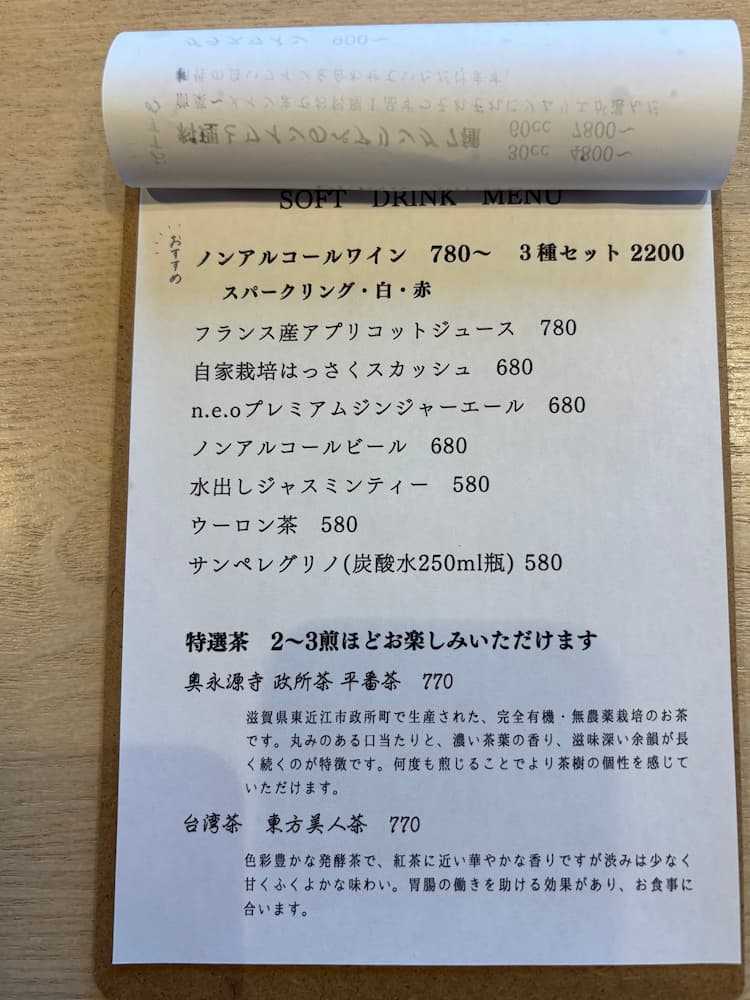 SOFT DRINK MENU
おすすめ
ノンアルコールワイン 780〜 3種セット 2200
スパークリング・白・赤
フランス産アプリコットジュース 780
自家栽培はっさくスカッシュ 680
n.e.oプレミアムジンジャーエール 680
ノンアルコールビール 680
水出しジャスミンティー 580
ウーロン茶 580
サンペレグリノ(炭酸水250ml瓶) 580
特選茶 2〜3煎ほどお楽しみいただけます
奥永源寺 政所茶 平番茶 770
滋賀県東近江市政所町で生産された、完全有機・無農薬栽培のお茶
です。丸みのある口当たりと、濃い茶葉の香り、滋味深い余韻が長
く続くのが特徴です。何度も煎じることでより茶樹の個性を感じて
いただけます。
台湾茶 東方美人茶 770
色彩豊かな発酵茶で、紅茶に近い華やかな香りですが渋みは少なく
甘くふくよかな味わい。胃腸の働きを助ける効果があり、お食事に
合います。